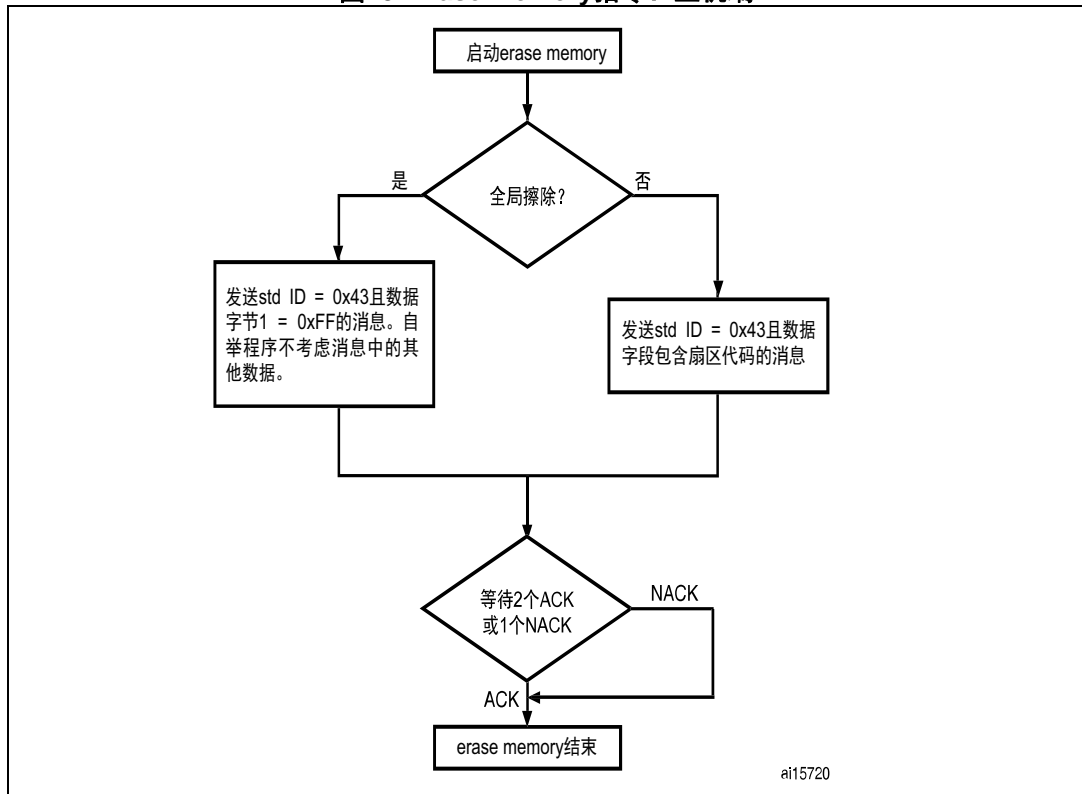 启动erase memory
全局擦除？
是
否
发送std ID = 0x43且数据
字节1 = 0xFF的消息。自
举程序不考虑消息中的其
他数据。
发送std ID = 0x43且数据
字段包含扇区代码的消息
等待2个ACK
或1个NACK
NACK
ACK
erase memory结束
ai15720